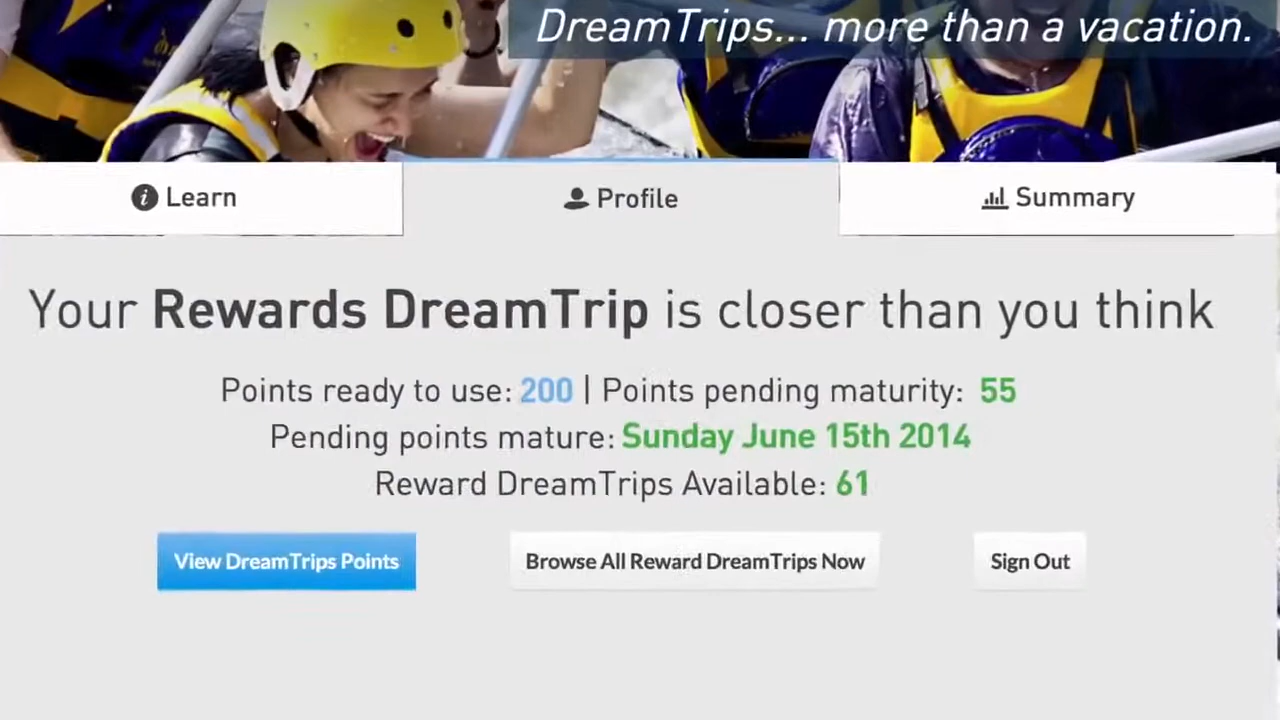 DreamTrips... more than a vacation.
Learn
Profile
Summary
Your Rewards DreamTrip is closer than you think
Points ready to use: 200 | Points pending maturity: 55
Pending points mature: Sunday June 15th 2014
Reward DreamTrips Available: 61
View DreamTrips Points
Browse All Reward DreamTrips Now
Sign Out